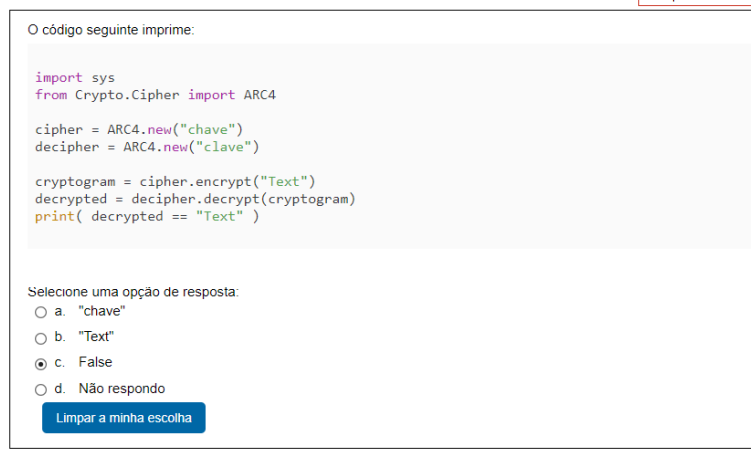 O código seguinte imprime:
import sys
from Crypto.Cipher import ARC4
cipher = ARC4.new("chave")
decipher = ARC4.new("clave")
cryptogram = cipher.encrypt("Text")
decrypted = decipher.decrypt(cryptogram)
print( decrypted == "Text" )
Selecione uma opção de resposta:
a. "chave"
b. "Text"
c. False
d. Não respondo
Limpar a minha escolha